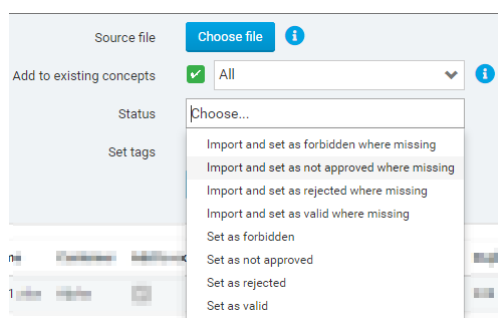 Source file Choose file i
Add to existing concepts All i
Status Choose...
Set tags
Import and set as forbidden where missing
Import and set as not approved where missing
Import and set as rejected where missing
Import and set as valid where missing
Set as forbidden
Set as not approved
Set as rejected
Set as valid